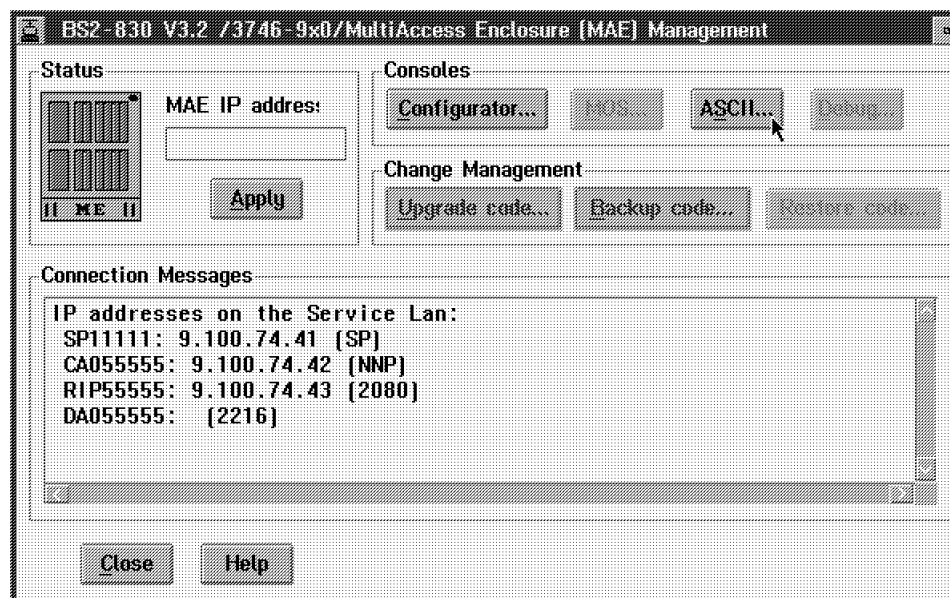 BS2-830 V3.2 /3746-9x0/MultiAccess Enclosure (MAE) Management
Status
MAE IP address:
ME
Apply
Consoles
Configurator... MOS... ASCII... Debug...
Change Management
Upgrade code... Backup code... Restore code...
Connection Messages
IP addresses on the Service Lan:
SP11111: 9.100.74.41 (SP)
CA055555: 9.100.74.42 (NNP)
RIP55555: 9.100.74.43 (2080)
DA055555: (2216)
Close Help